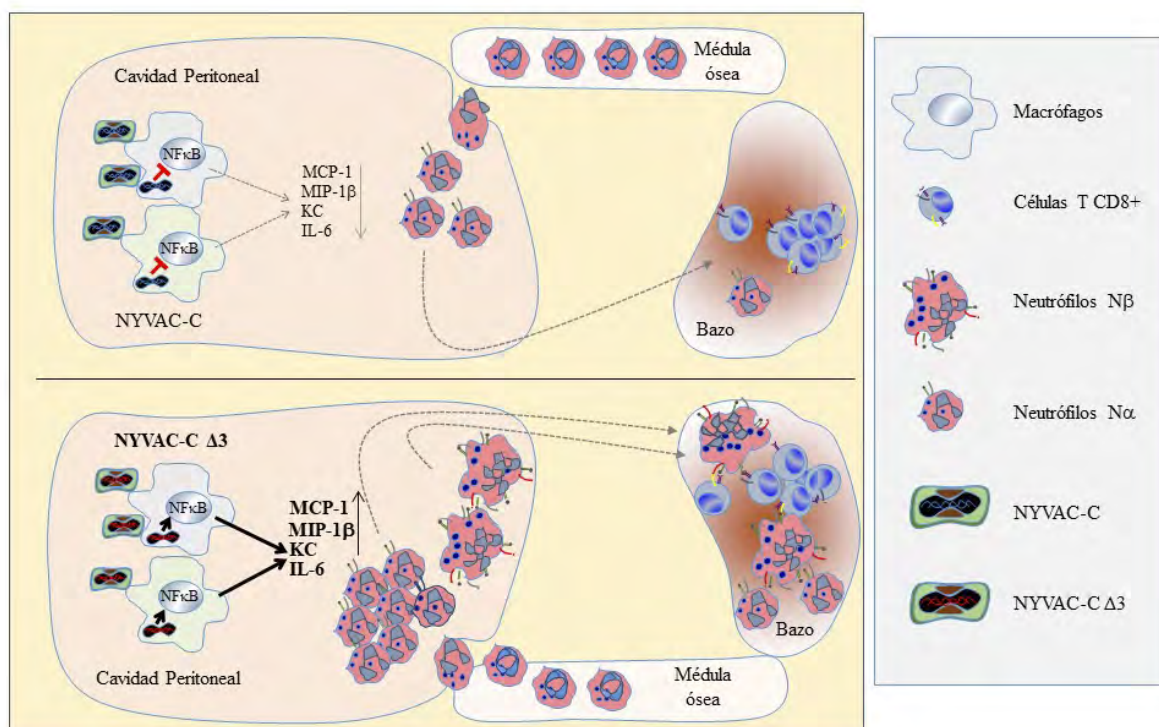 Cavidad Peritoneal
NFκB
NFκB
MCP-1
MIP-1β
KC
IL-6
NYVAC-C
Médula
ósea
Bazo
NYVAC-C Δ3
NFκB
NFκB
MCP-1
MIP-1β
KC
IL-6
Cavidad Peritoneal
Bazo
Médula
ósea
Macrófagos
Células T CD8+
Neutrófilos Nβ
Neutrófilos Nα
NYVAC-C
NYVAC-C Δ3